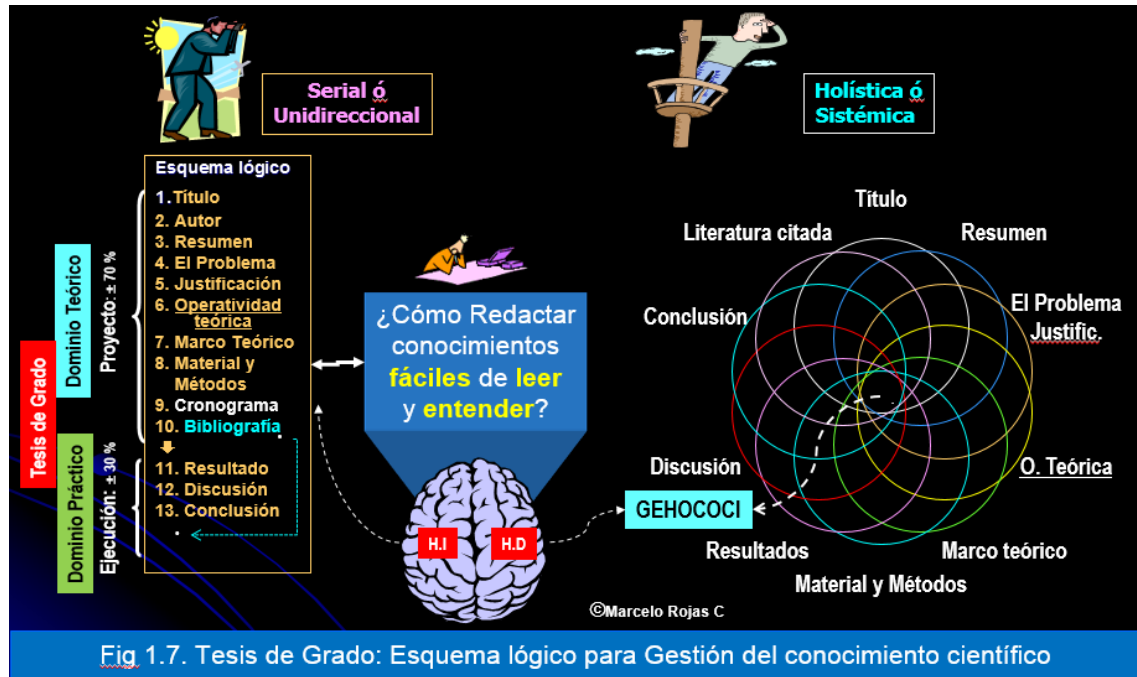 Serial ó
Unidireccional
Holística ó
Sistémica
Tesis de Grado
Dominio Teórico
Proyecto: ± 70 %
Dominio Práctico
Ejecución: ± 30 %
Esquema lógico
1. Título
2. Autor
3. Resumen
4. El Problema
5. Justificación
6. Operatividad
teórica
7. Marco Teórico
8. Material y
Métodos
9. Cronograma
10. Bibliografía
11. Resultado
12. Discusión
13. Conclusión
¿Cómo Redactar
conocimientos
fáciles de leer
y entender?
H.I
H.D
GEHOCOCI
Título
Resumen
El Problema
Justific.
O. Teórica
Marco teórico
Material y Métodos
Resultados
Discusión
Conclusión
Literatura citada
©Marcelo Rojas C
Fig 1.7. Tesis de Grado: Esquema lógico para Gestión del conocimiento científico